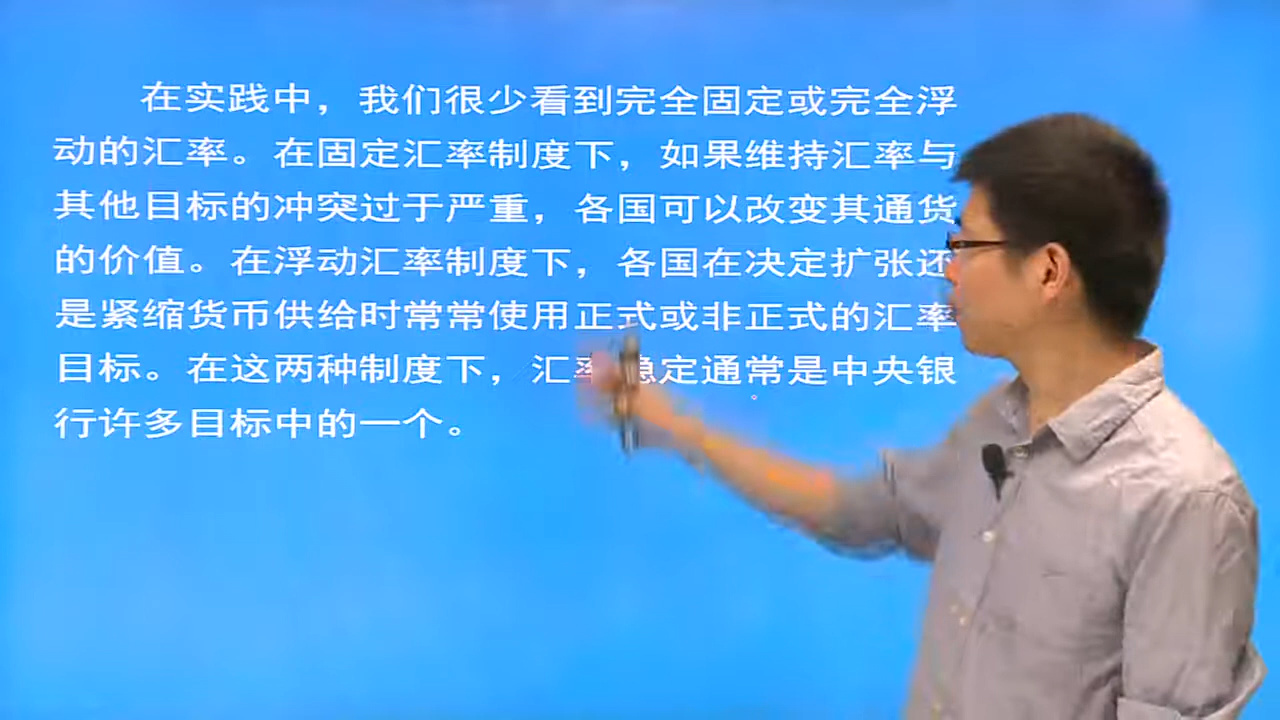 在实践中，我们很少看到完全固定或完全浮
动的汇率。在固定汇率制度下，如果维持汇率与
其他目标的冲突过于严重，各国可以改变其通货
的价值。在浮动汇率制度下，各国在决定扩张还
是紧缩货币供给时常常使用正式或非正式的汇率
目标。在这两种制度下，汇率稳定通常是中央银
行许多目标中的一个。